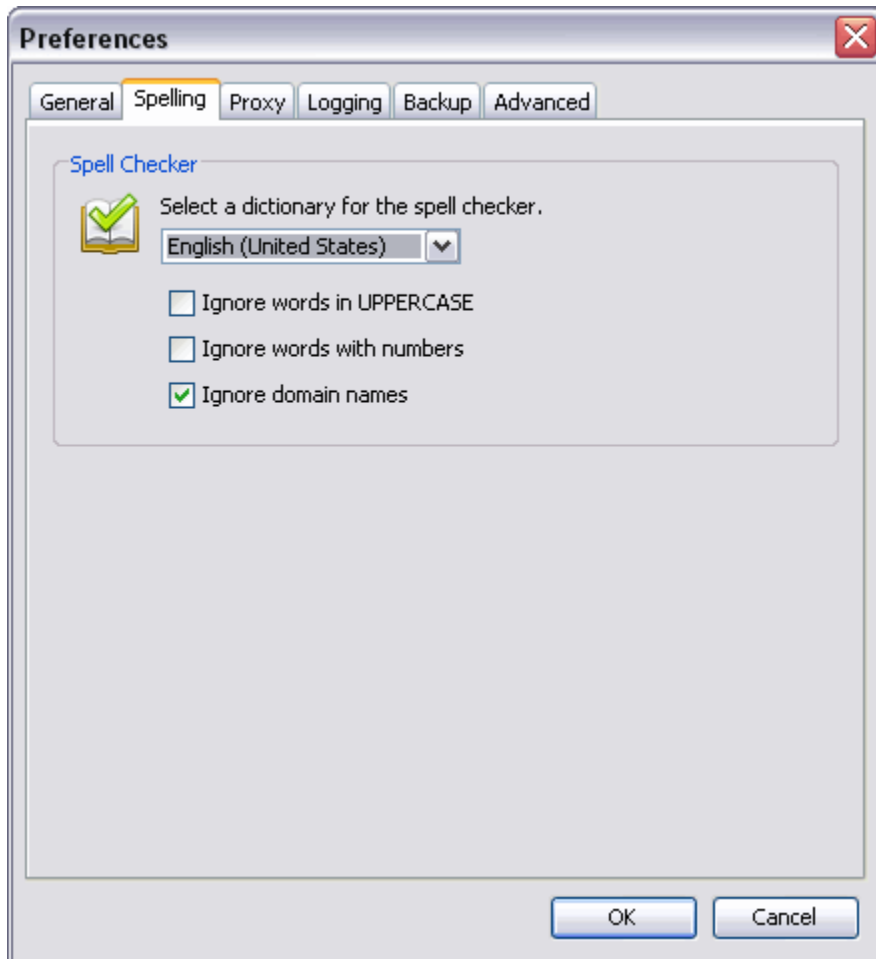 Preferences
General Spelling Proxy Logging Backup Advanced
Spell Checker
Select a dictionary for the spell checker.
English (United States)
Ignore words in UPPERCASE
Ignore words with numbers
Ignore domain names
OK Cancel